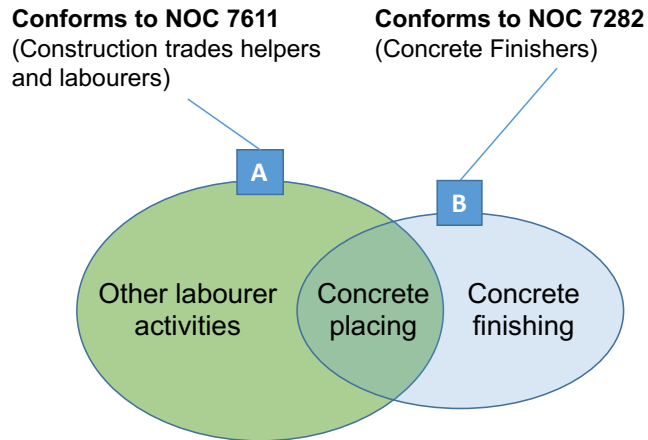 Conforms to NOC 7611
(Construction trades helpers
and labourers)
Conforms to NOC 7282
(Concrete Finishers)
A
B
Other labourer
activities
Concrete
placing
Concrete
finishing